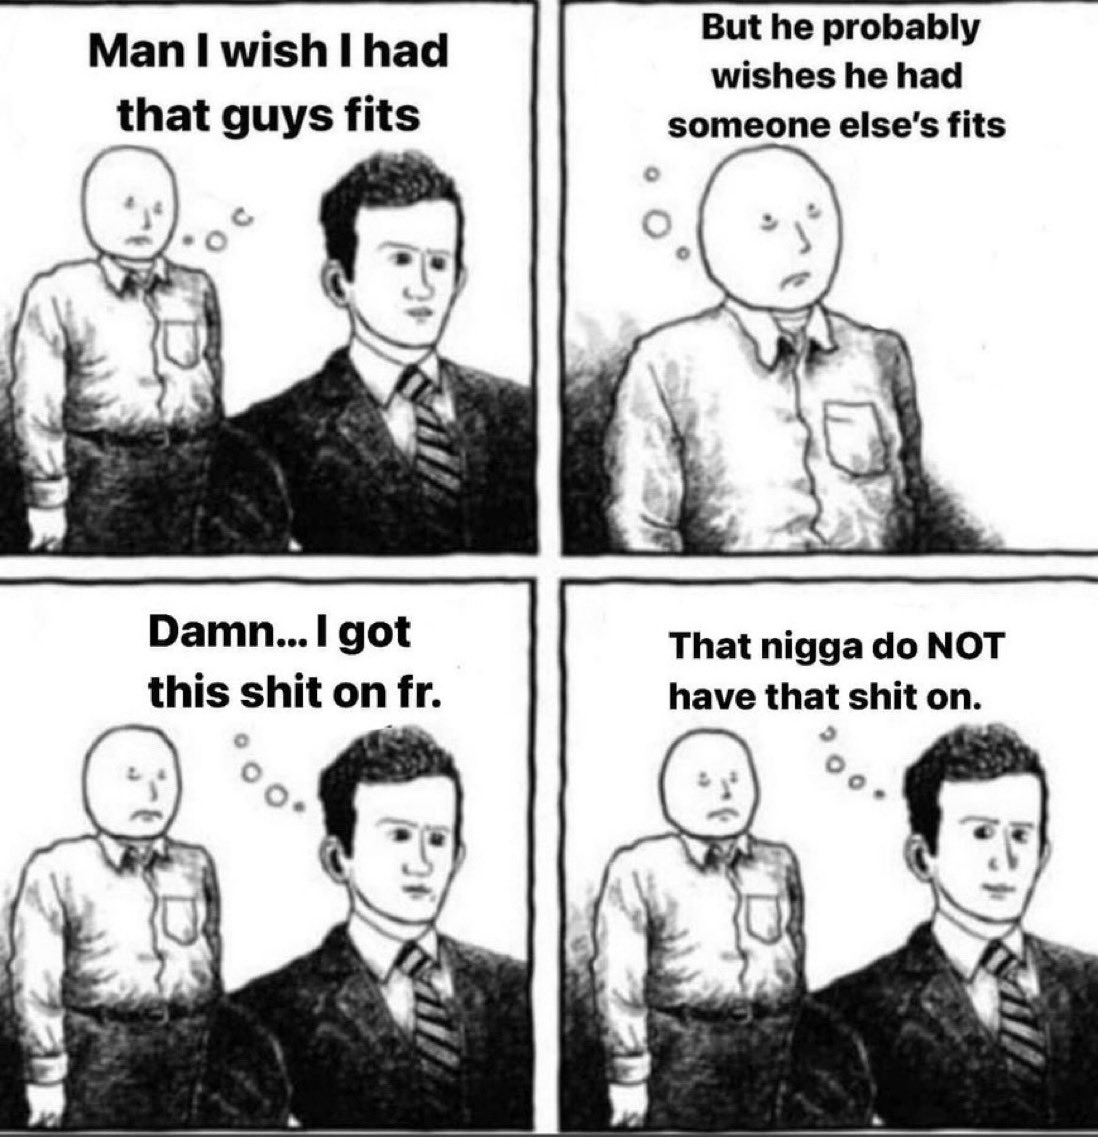 Man I wish I had
that guys fits
But he probably
wishes he had
someone else's fits
Damn... I got
this shit on fr.
That nigga do NOT
have that shit on.